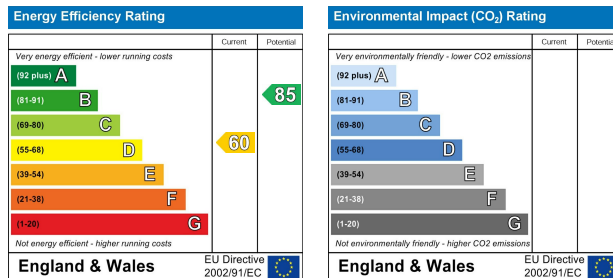 Energy Efficiency Rating
Current Potential
Very energy efficient - lower running costs
(92 plus) A
(81-91) B
(69-80) C
(55-68) D
(39-54) E
(21-38) F
(1-20) G
60
85
Not energy efficient - higher running costs
England & Wales
EU Directive
2002/91/EC
Environmental Impact (CO₂) Rating
Current Potential
Very environmentally friendly - lower CO2 emissions
(92 plus) A
(81-91) B
(69-80) C
(55-68) D
(39-54) E
(21-38) F
(1-20) G
Not environmentally friendly - higher CO2 emissions
England & Wales
EU Directive
2002/91/EC